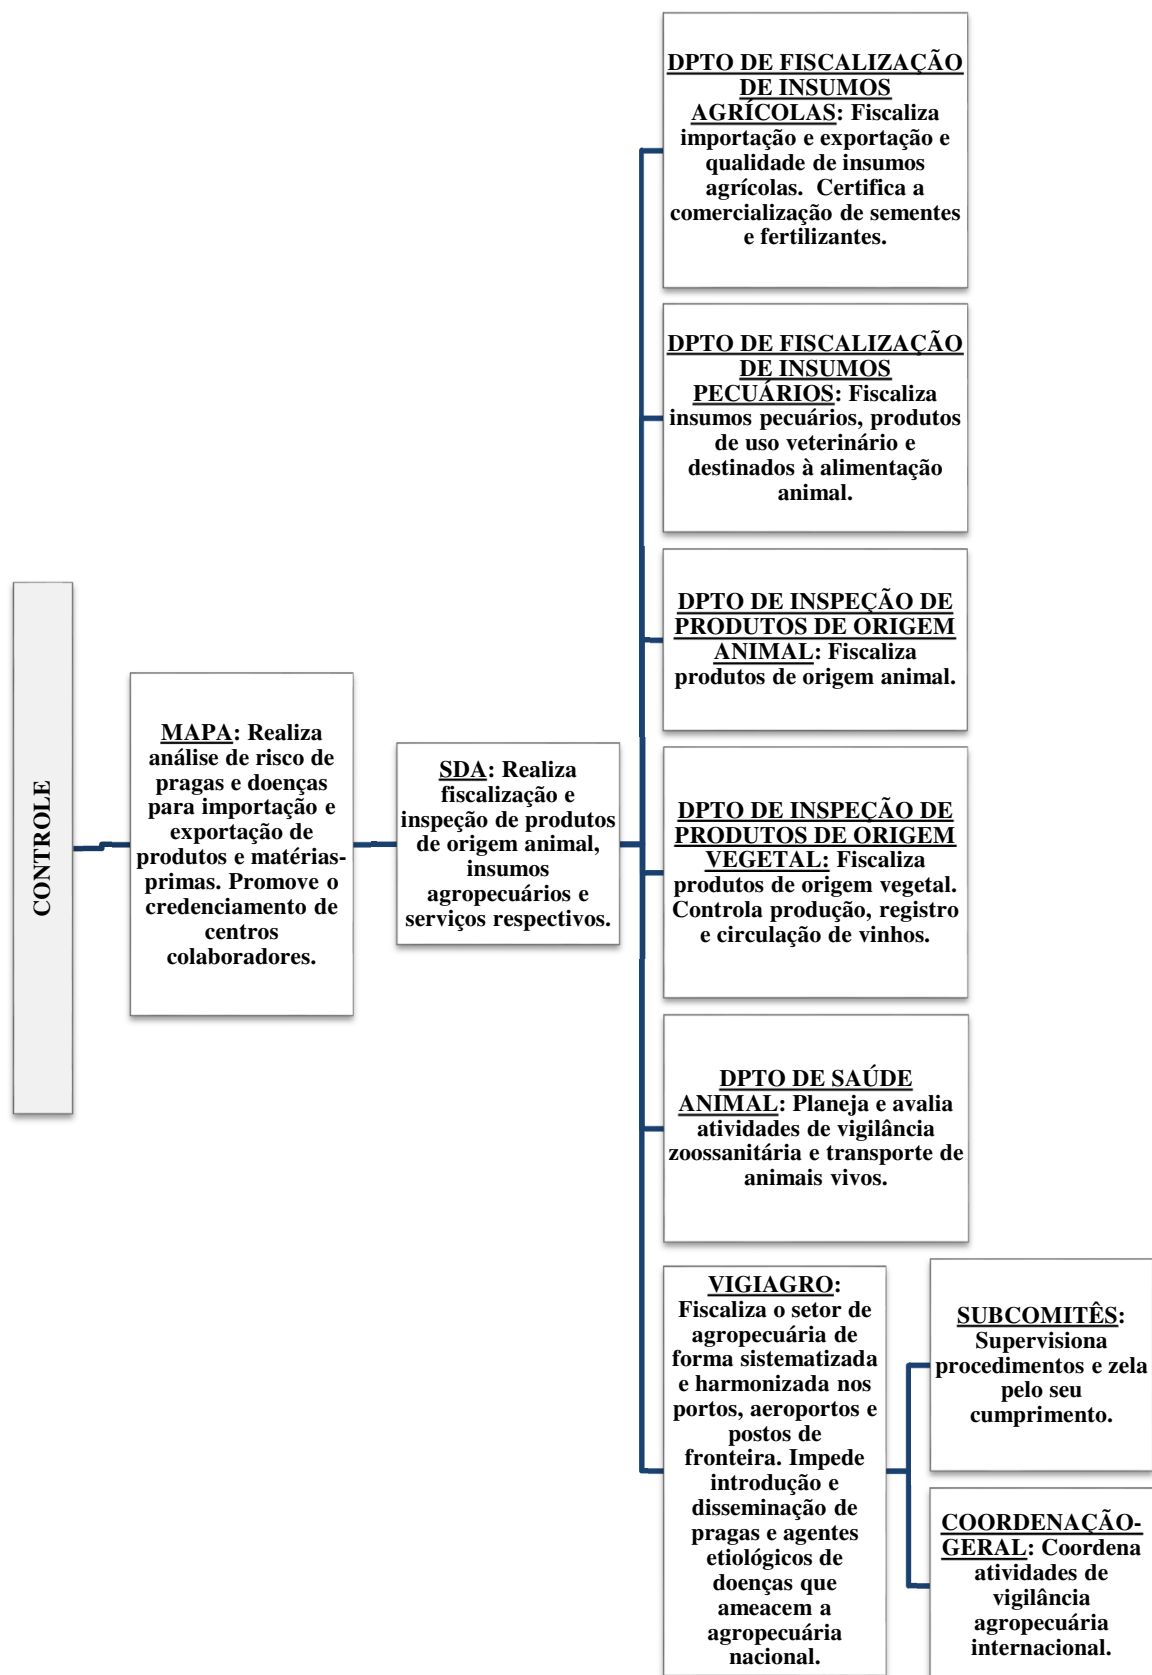 CONTROLE
MAPA: Realiza
análise de risco de
pragas e doenças
para importação e
exportação de
produtos e matérias-
primas. Promove o
credenciamento de
centros
colaboradores.
SDA: Realiza
fiscalização e
inspeção de produtos
de origem animal,
insumos
agropecuários e
serviços respectivos.
DPTO DE FISCALIZAÇÃO
DE INSUMOS
AGRÍCOLAS: Fiscaliza
importação e exportação e
qualidade de insumos
agrícolas.  Certifica a
comercialização de sementes
e fertilizantes.
DPTO DE FISCALIZAÇÃO
DE INSUMOS
PECUÁRIOS: Fiscaliza
insumos pecuários, produtos
de uso veterinário e
destinados à alimentação
animal.
DPTO DE INSPEÇÃO DE
PRODUTOS DE ORIGEM
ANIMAL: Fiscaliza
produtos de origem animal.
DPTO DE INSPEÇÃO DE
PRODUTOS DE ORIGEM
VEGETAL: Fiscaliza
produtos de origem vegetal.
Controla produção, registro
e circulação de vinhos.
DPTO DE SAÚDE
ANIMAL: Planeja e avalia
atividades de vigilância
zoossanitária e transporte de
animais vivos.
VIGIAGRO:
Fiscaliza o setor de
agropecuária de
forma sistematizada
e harmonizada nos
portos, aeroportos e
postos de
fronteira. Impede
introdução e
disseminação de
pragas e agentes
etiológicos de
doenças que
ameacem a
agropecuária
nacional.
SUBCOMITÊS:
Supervisiona
procedimentos e zela
pelo seu
cumprimento.
COORDENAÇÃO-
GERAL: Coordena
atividades de
vigilância
agropecuária
internacional.